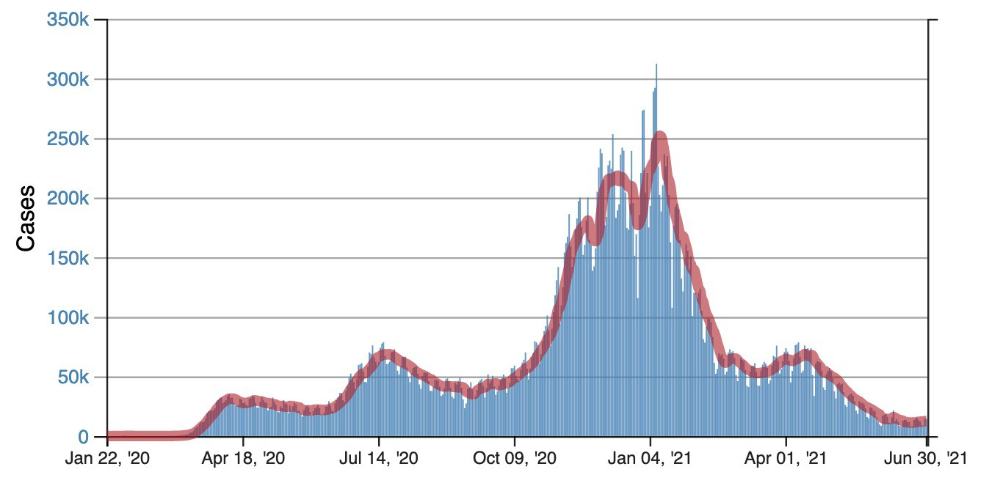 350k
300k
250k
200k
150k
100k
50k
0
Cases
Jan 22, '20 Apr 18, '20 Jul 14, '20 Oct 09, '20 Jan 04, '21 Apr 01, '21 Jun 30, '21